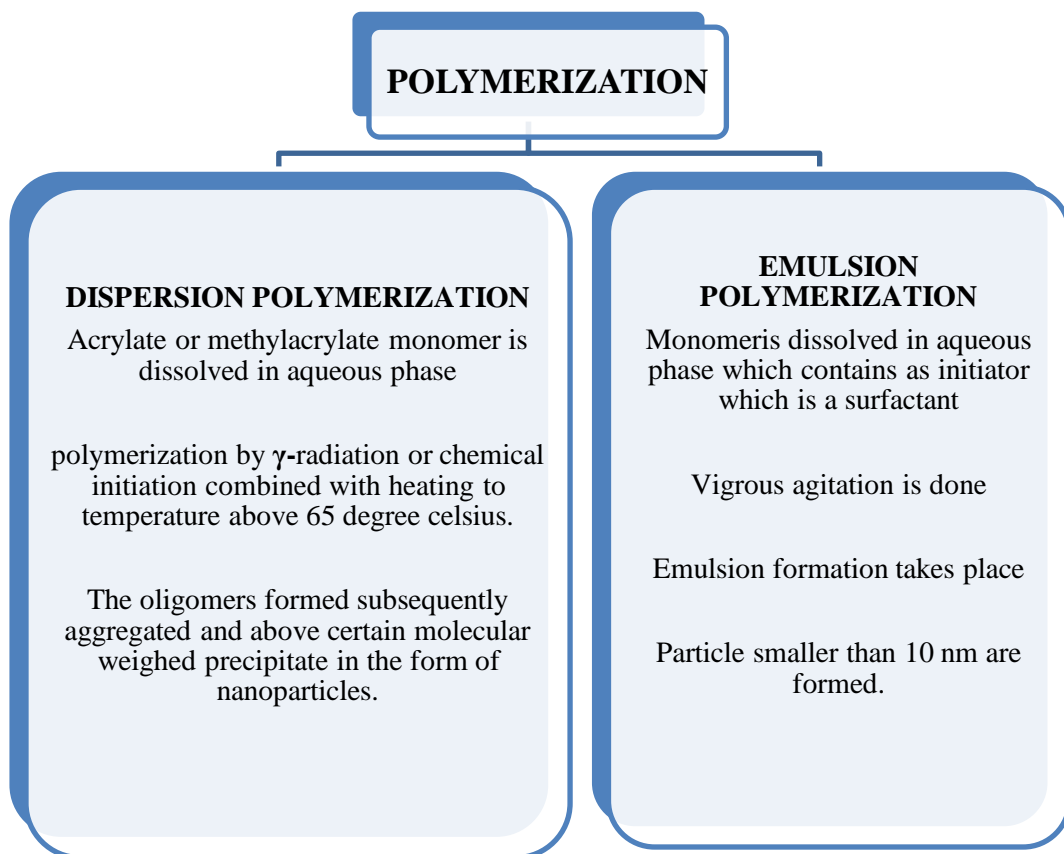 POLYMERIZATION
DISPERSION POLYMERIZATION
Acrylate or methylacrylate monomer is
dissolved in aqueous phase
polymerization by γ-radiation or chemical
initiation combined with heating to
temperature above 65 degree celsius.
The oligomers formed subsequently
aggregated and above certain molecular
weighed precipitate in the form of
nanoparticles.
EMULSION
POLYMERIZATION
Monomeris dissolved in aqueous
phase which contains as initiator
which is a surfactant
Vigrous agitation is done
Emulsion formation takes place
Particle smaller than 10 nm are
formed.